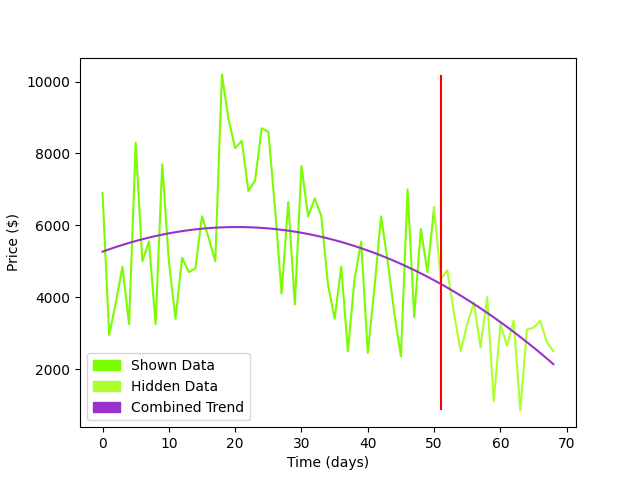 10000
8000
6000
4000
2000
Price ($)
Shown Data
Hidden Data
Combined Trend
0 10 20 30 40 50 60 70
Time (days)